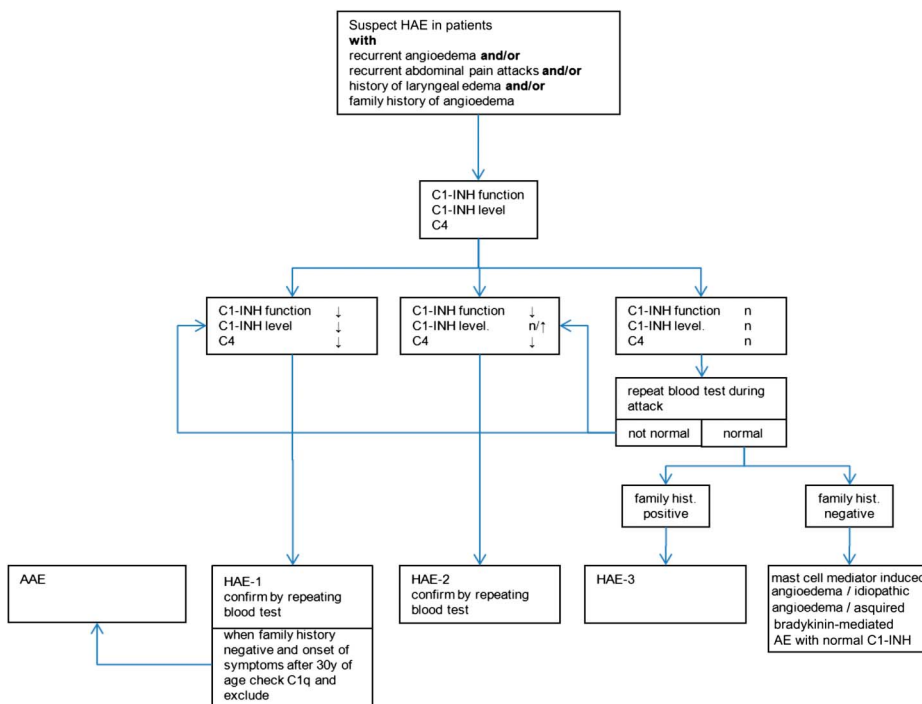 Suspect HAE in patients
with
recurrent angioedema and/or
recurrent abdominal pain attacks and/or
history of laryngeal edema and/or
family history of angioedema
C1-INH function
C1-INH level
C4
C1-INH function ↓
C1-INH level ↓
C4 ↓
C1-INH function ↓
C1-INH level. n/↑
C4 ↓
C1-INH function n
C1-INH level. n
C4 n
repeat blood test during
attack
not normal
normal
family hist.
positive
family hist.
negative
AAE
HAE-1
confirm by repeating
blood test
when family history
negative and onset of
symptoms after 30y of
age check C1q and
exclude
HAE-2
confirm by repeating
blood test
HAE-3
mast cell mediator induced
angioedema / idiopathic
angioedema / asquired
bradykinin-mediated
AE with normal C1-INH